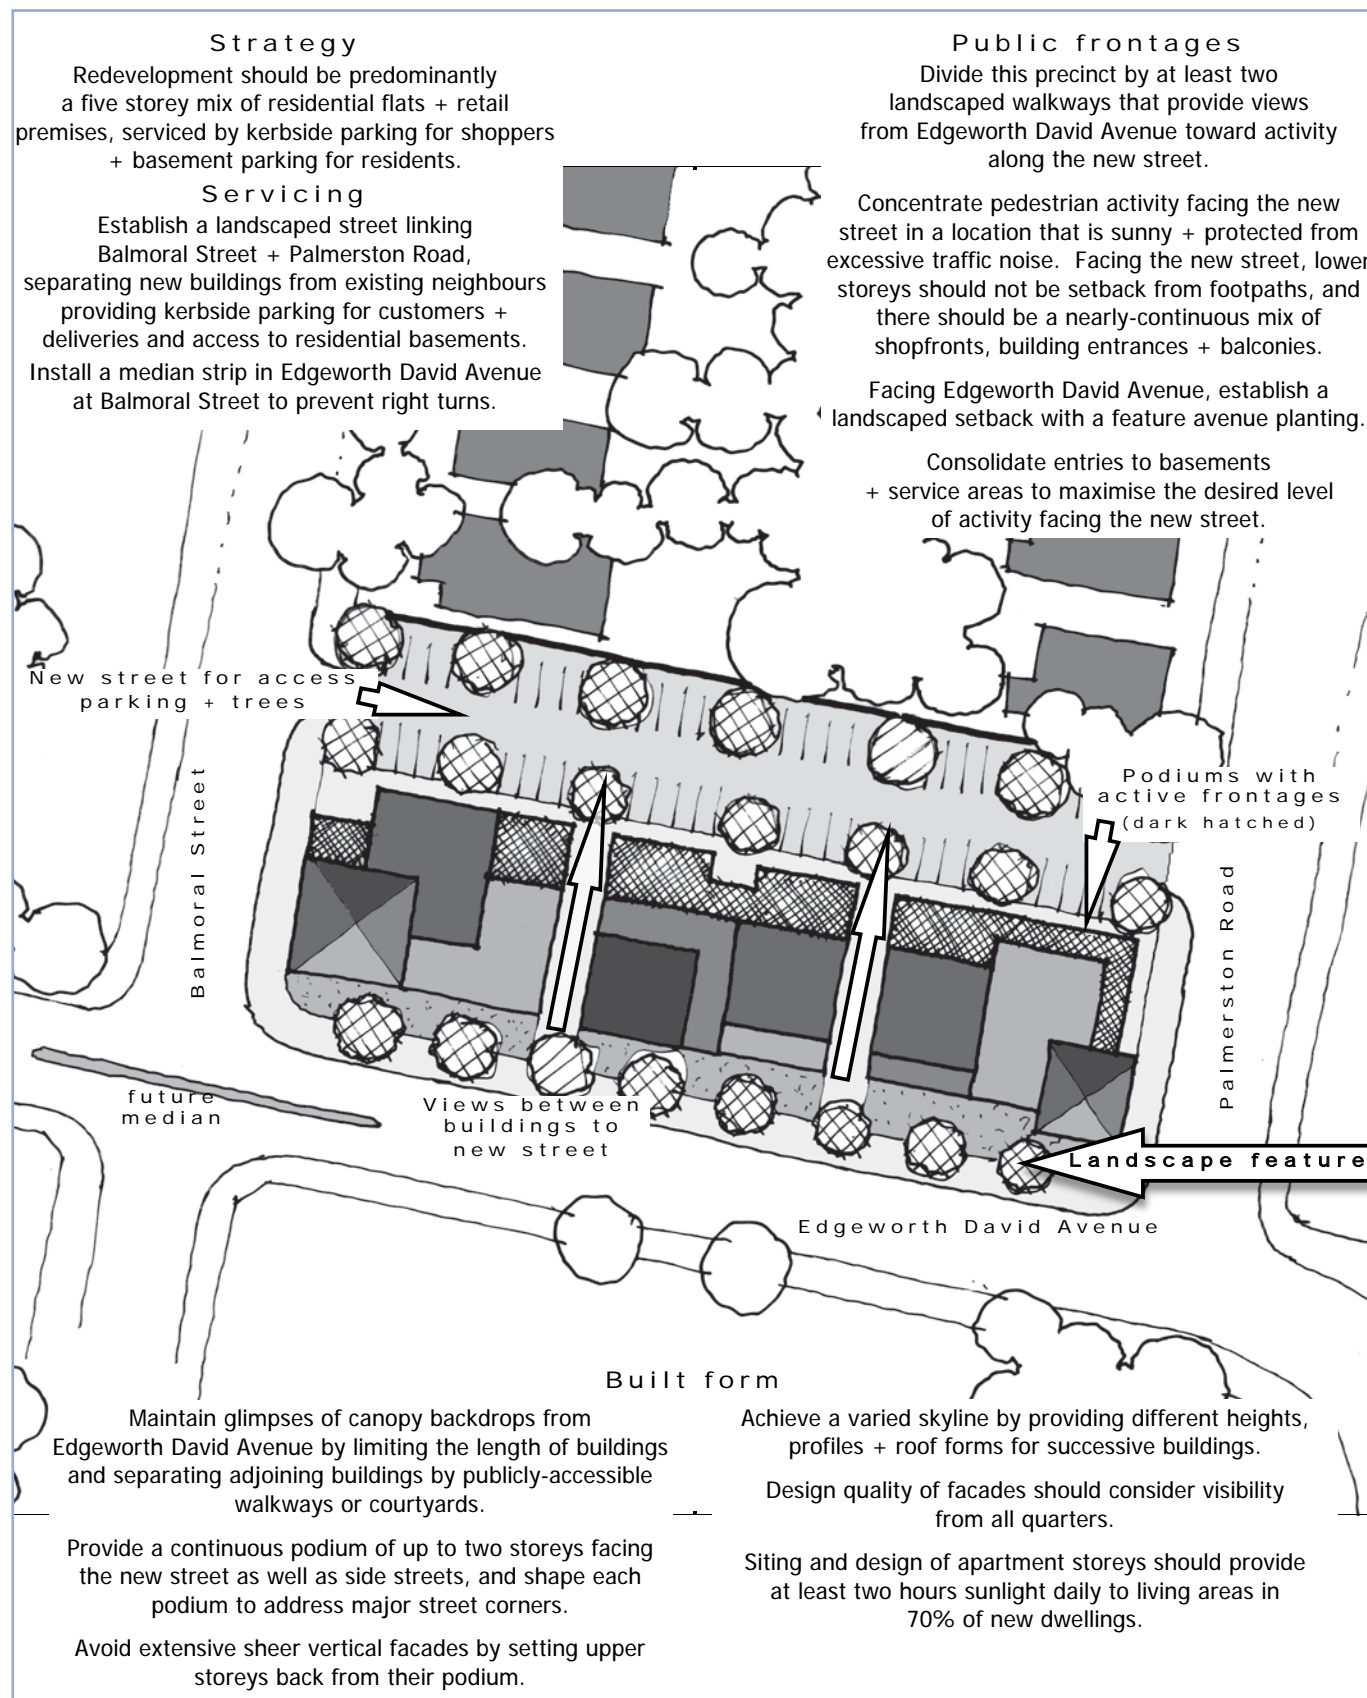 Strategy
Redevelopment should be predominantly
a five storey mix of residential flats + retail
premises, serviced by kerbside parking for shoppers
+ basement parking for residents.
Servicing
Establish a landscaped street linking
Balmoral Street + Palmerston Road,
separating new buildings from existing neighbours
providing kerbside parking for customers +
deliveries and access to residential basements.
Install a median strip in Edgeworth David Avenue
at Balmoral Street to prevent right turns.
Public frontages
Divide this precinct by at least two
landscaped walkways that provide views
from Edgeworth David Avenue toward activity
along the new street.
Concentrate pedestrian activity facing the new
street in a location that is sunny + protected from
excessive traffic noise. Facing the new street, lower
storeys should not be setback from footpaths, and
there should be a nearly-continuous mix of
shopfronts, building entrances + balconies.
Facing Edgeworth David Avenue, establish a
landscaped setback with a feature avenue planting.
Consolidate entries to basements
+ service areas to maximise the desired level
of activity facing the new street.
New street for access
parking + trees
Podiums with
active frontages
(dark hatched)
Balmoral Street
Palmerston Road
future
median
Views between
buildings to
new street
Landscape feature
Edgeworth David Avenue
Built form
Maintain glimpses of canopy backdrops from
Edgeworth David Avenue by limiting the length of buildings
and separating adjoining buildings by publicly-accessible
walkways or courtyards.
Provide a continuous podium of up to two storeys facing
the new street as well as side streets, and shape each
podium to address major street corners.
Avoid extensive sheer vertical facades by setting upper
storeys back from their podium.
Achieve a varied skyline by providing different heights,
profiles + roof forms for successive buildings.
Design quality of facades should consider visibility
from all quarters.
Siting and design of apartment storeys should provide
at least two hours sunlight daily to living areas in
70% of new dwellings.